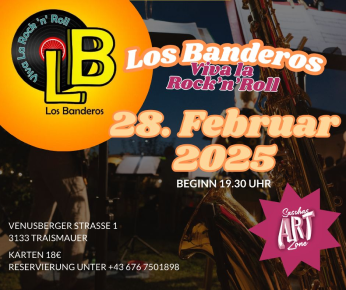 Viva La Rock 'n' Roll
LB
Los Banderos
Los Banderos
Viva la
Rock'n'Roll
28. Februar
2025
BEGINN 19.30 UHR
VENUSBERGER STRASSE 1
3133 TRAISMAUER
KARTEN 18€
RESERVIERUNG UNTER +43 676 7501898
Saschas
ART
Zone